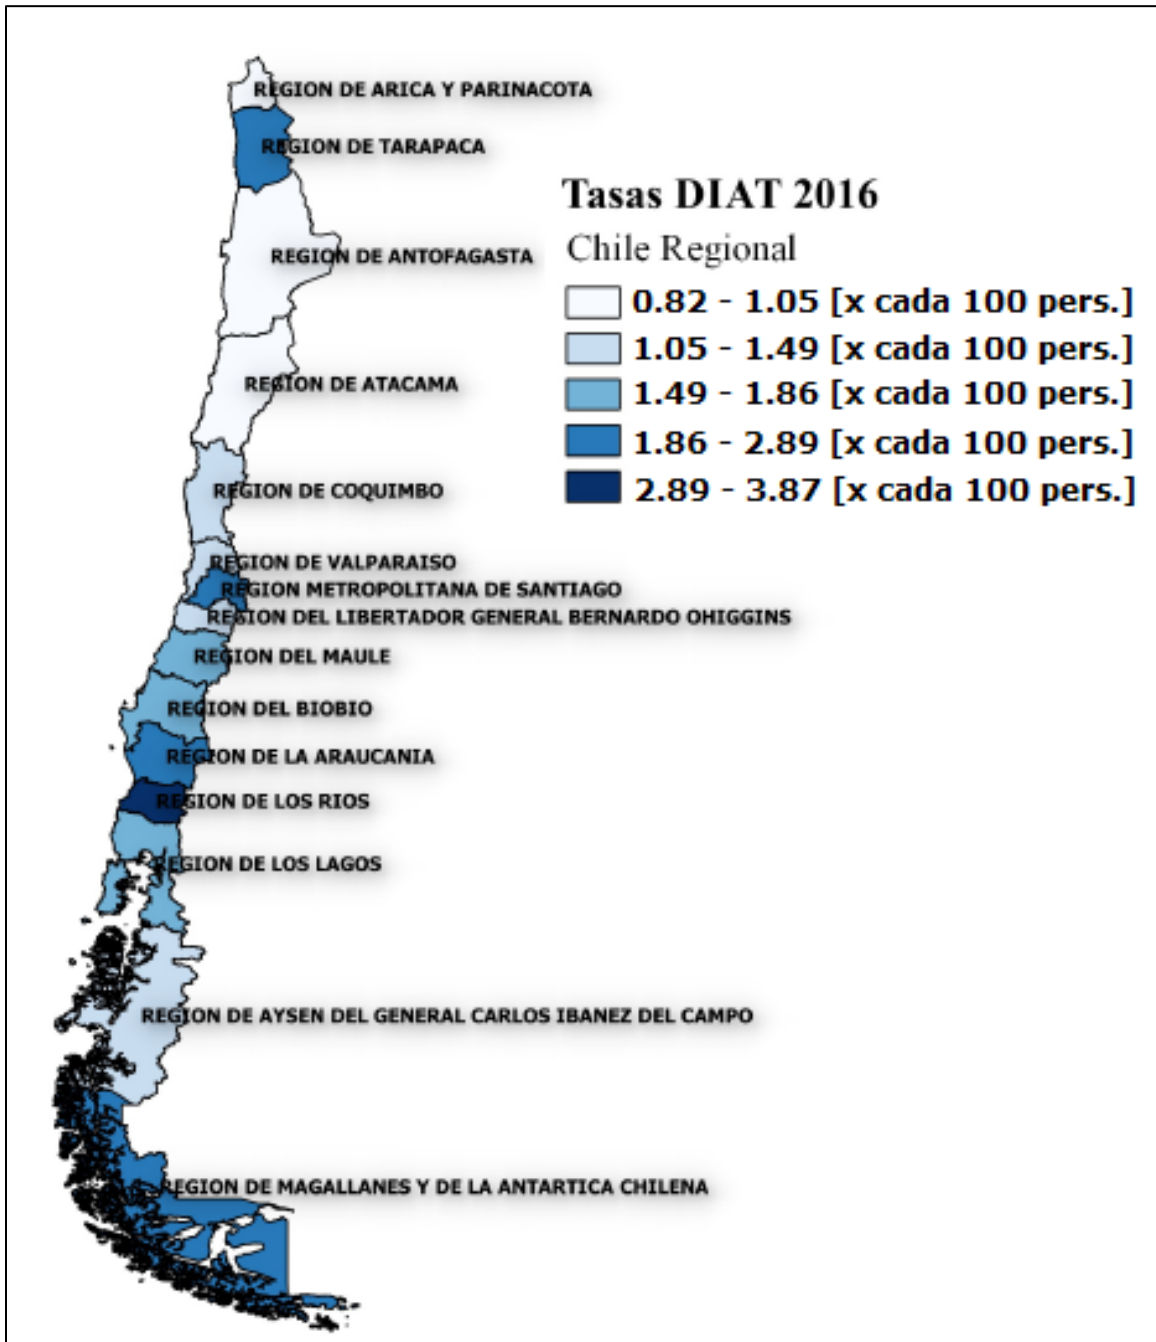 REGION DE ARICA Y PARINACOTA
REGION DE TARAPACA
REGION DE ANTOFAGASTA
REGION DE ATACAMA
REGION DE COQUIMBO
REGION DE VALPARAISO
REGION METROPOLITANA DE SANTIAGO
REGION DEL LIBERTADOR GENERAL BERNARDO OHIGGINS
REGION DEL MAULE
REGION DEL BIOBIO
REGION DE LA ARAUCANIA
REGION DE LOS RIOS
REGION DE LOS LAGOS
REGION DE AYSEN DEL GENERAL CARLOS IBANEZ DEL CAMPO
REGION DE MAGALLANES Y DE LA ANTARTICA CHILENA
Tasas DIAT 2016
Chile Regional
0.82 - 1.05 [x cada 100 pers.]
1.05 - 1.49 [x cada 100 pers.]
1.49 - 1.86 [x cada 100 pers.]
1.86 - 2.89 [x cada 100 pers.]
2.89 - 3.87 [x cada 100 pers.]